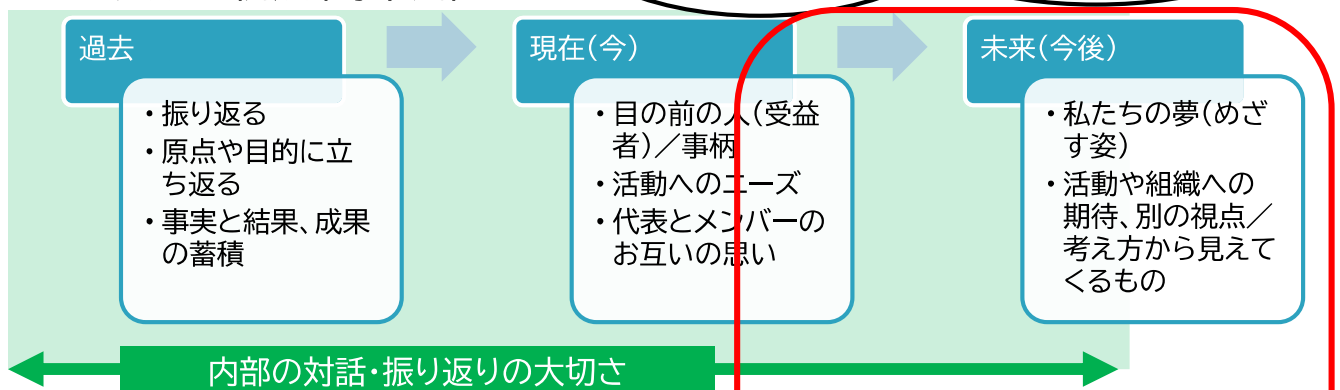 過去
・振り返る
・原点や目的に立
ち返る
・事実と結果、成果
の蓄積
現在(今)
・目の前の人(受益
者)／事柄
・活動へのニーズ
・代表とメンバーの
お互いの思い
未来(今後)
・私たちの夢(めざ
す姿)
・活動や組織への
期待、別の視点／
考え方から見えて
くるもの
内部の対話・振り返りの大切さ